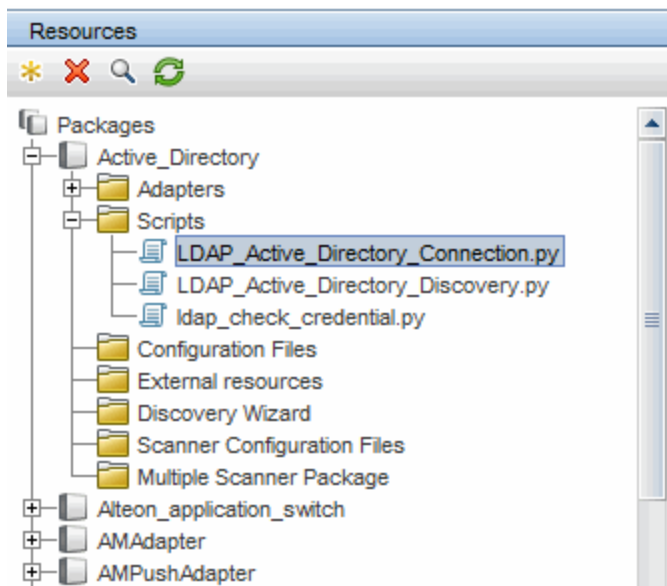 Resources
Packages
Active_Directory
Adapters
Scripts
LDAP_Active_Directory_Connection.py
LDAP_Active_Directory_Discovery.py
ldap_check_credential.py
Configuration Files
External resources
Discovery Wizard
Scanner Configuration Files
Multiple Scanner Package
Alteon_application_switch
AMAdapter
AMPushAdapter